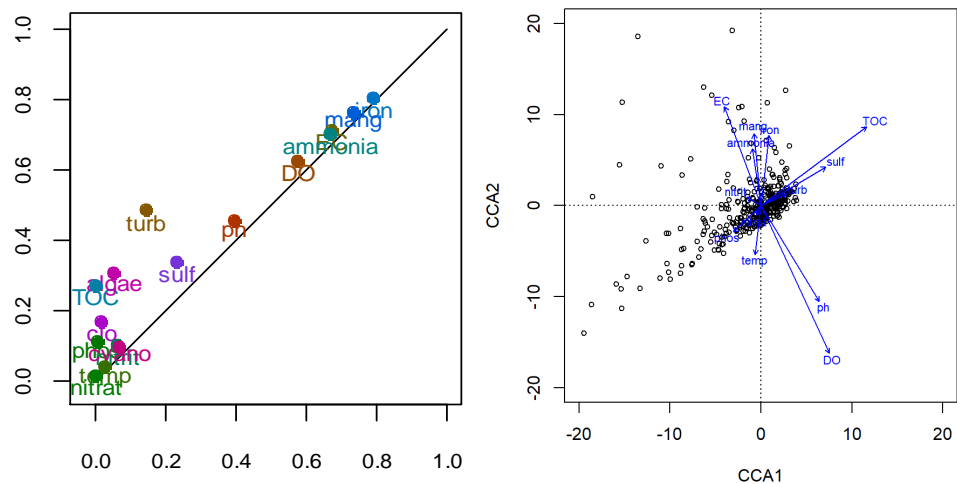 1.0
0.8
0.6
0.4
0.2
0.0
iron
mang
EC
ammonia
DO
turb
ph
sulf
algae
TOC
clo
phos
cyano
temp
nitrat
0.0
0.2
0.4
0.6
0.8
1.0
20
10
0
-10
-20
CCA2
EC
TOC
mang
iron
ammonia
sulf
nitrit
turb
phos
temp
ph
DO
-20
-10
0
10
20
CCA1